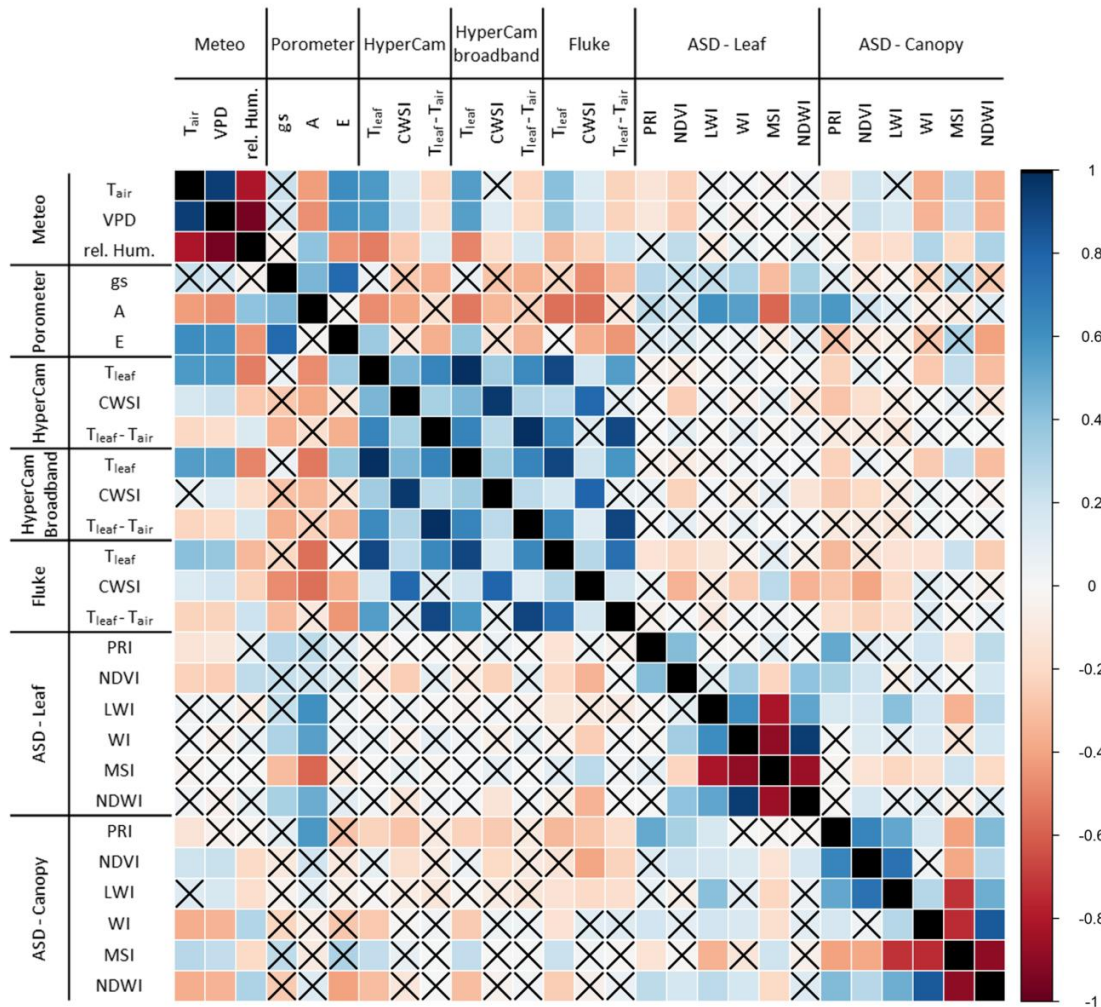 Meteo Porometer HyperCam HyperCam broadband Fluke ASD - Leaf ASD - Canopy
Tair VPD rel. Hum. gs A E Tleaf CWSI Tleaf - Tair Tleaf CWSI Tleaf - Tair Tleaf CWSI Tleaf - Tair PRI NDVI LWI WI MSI NDWI PRI NDVI LWI WI MSI NDWI
Meteo
Tair
VPD
rel. Hum.
Porometer
gs
A
E
HyperCam
Tleaf
CWSI
Tleaf - Tair
HyperCam
Broadband
Tleaf
CWSI
Tleaf - Tair
Fluke
Tleaf
CWSI
Tleaf - Tair
ASD - Leaf
PRI
NDVI
LWI
WI
MSI
NDWI
ASD - Canopy
PRI
NDVI
LWI
WI
MSI
NDWI
1
0.8
0.6
0.4
0.2
0
-0.2
-0.4
-0.6
-0.8
-1